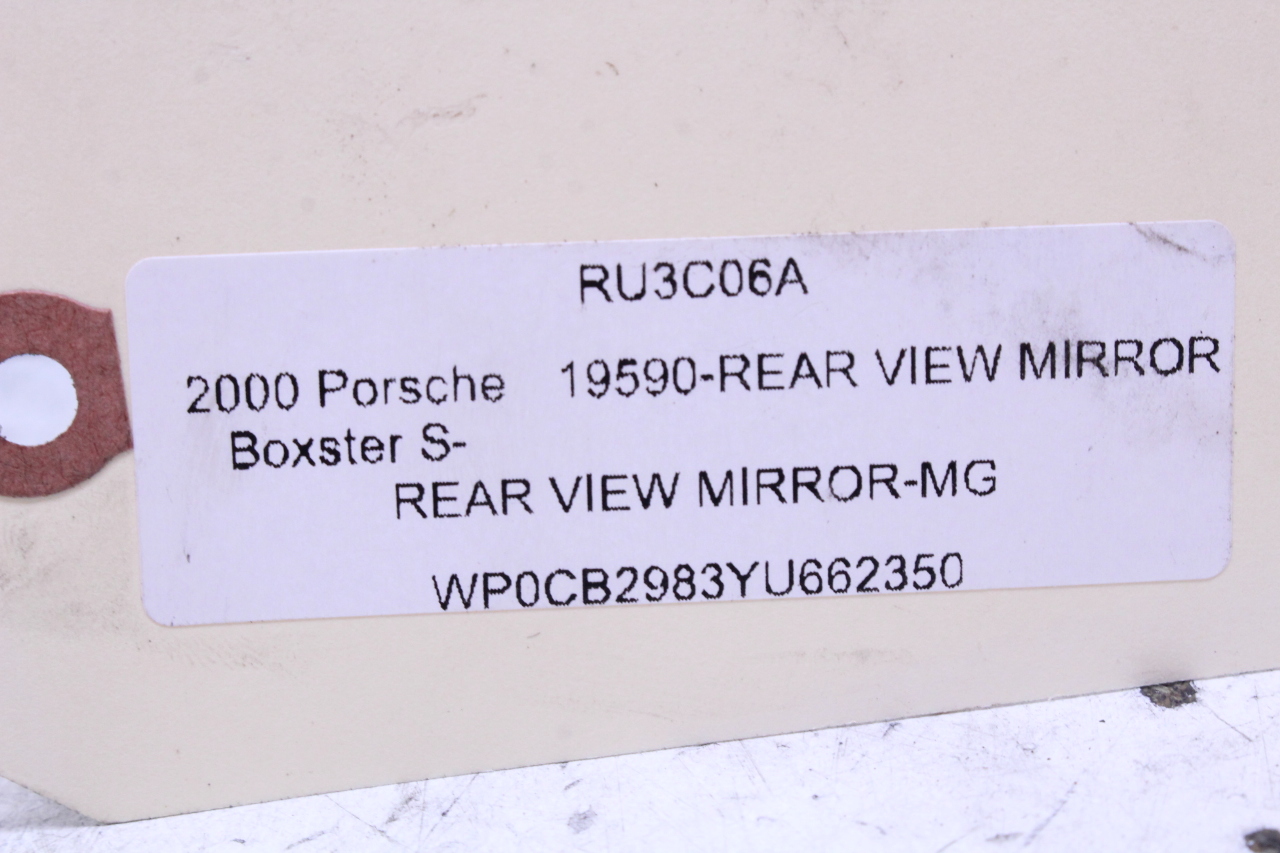 RU3C06A
2000 Porsche 19590-REAR VIEW MIRROR
Boxster S-
REAR VIEW MIRROR-MG
WP0CB2983YU662350